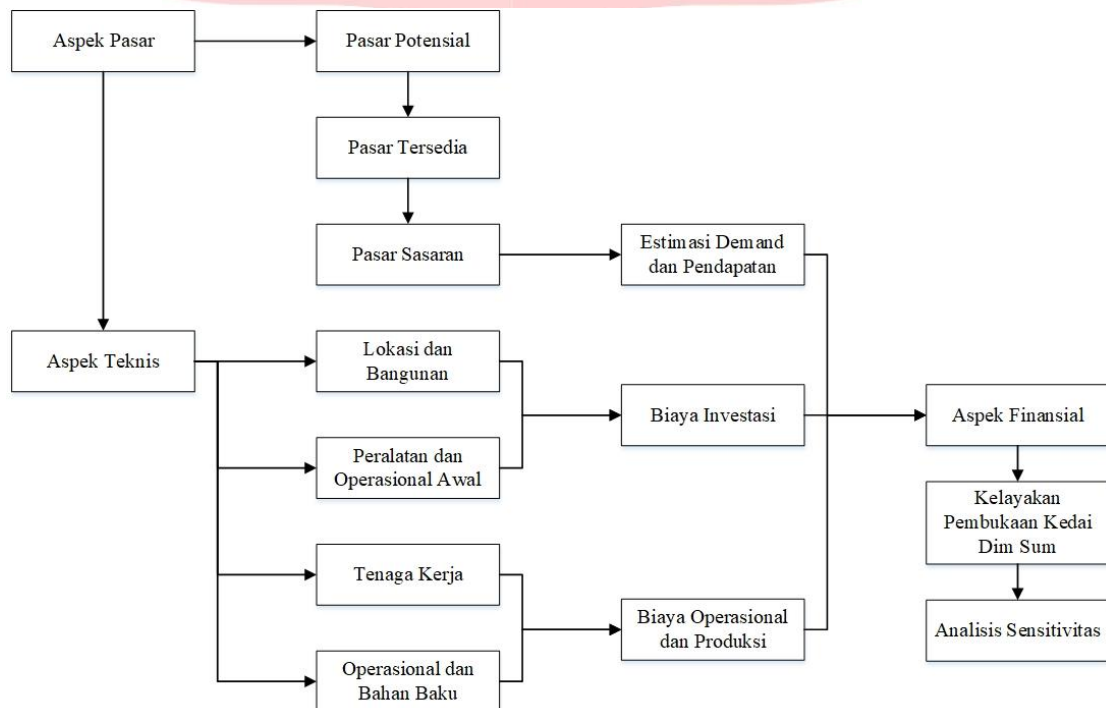 Aspek Pasar
Pasar Potensial
Pasar Tersedia
Pasar Sasaran
Estimasi Demand
dan Pendapatan
Aspek Teknis
Lokasi dan
Bangunan
Biaya Investasi
Aspek Finansial
Peralatan dan
Operasional Awal
Kelayakan
Pembukaan Kedai
Dim Sum
Tenaga Kerja
Biaya Operasional
dan Produksi
Analisis Sensitivitas
Operasional dan
Bahan Baku